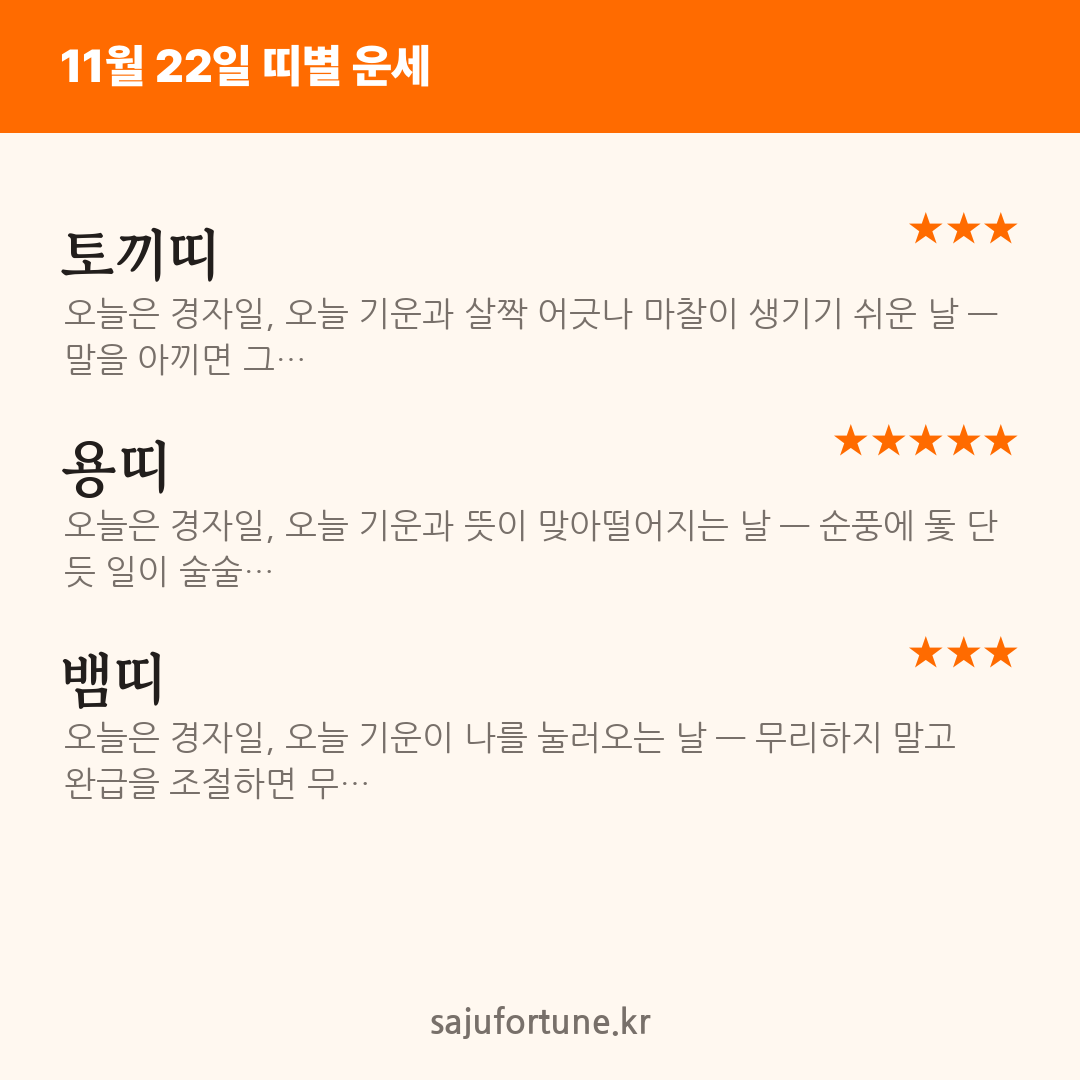 11월 22일 띠별 운세
토끼띠
★★★
오늘은 경자일, 오늘 기운과 살짝 어긋나 마찰이 생기기 쉬운 날 —
말을 아끼면 그…
용띠
★★★★★
오늘은 경자일, 오늘 기운과 뜻이 맞아떨어지는 날 — 순풍에 돛 단
듯 일이 술술…
뱀띠
★★★
오늘은 경자일, 오늘 기운이 나를 눌러오는 날 — 무리하지 말고
완급을 조절하면 무…
sajufortune.kr